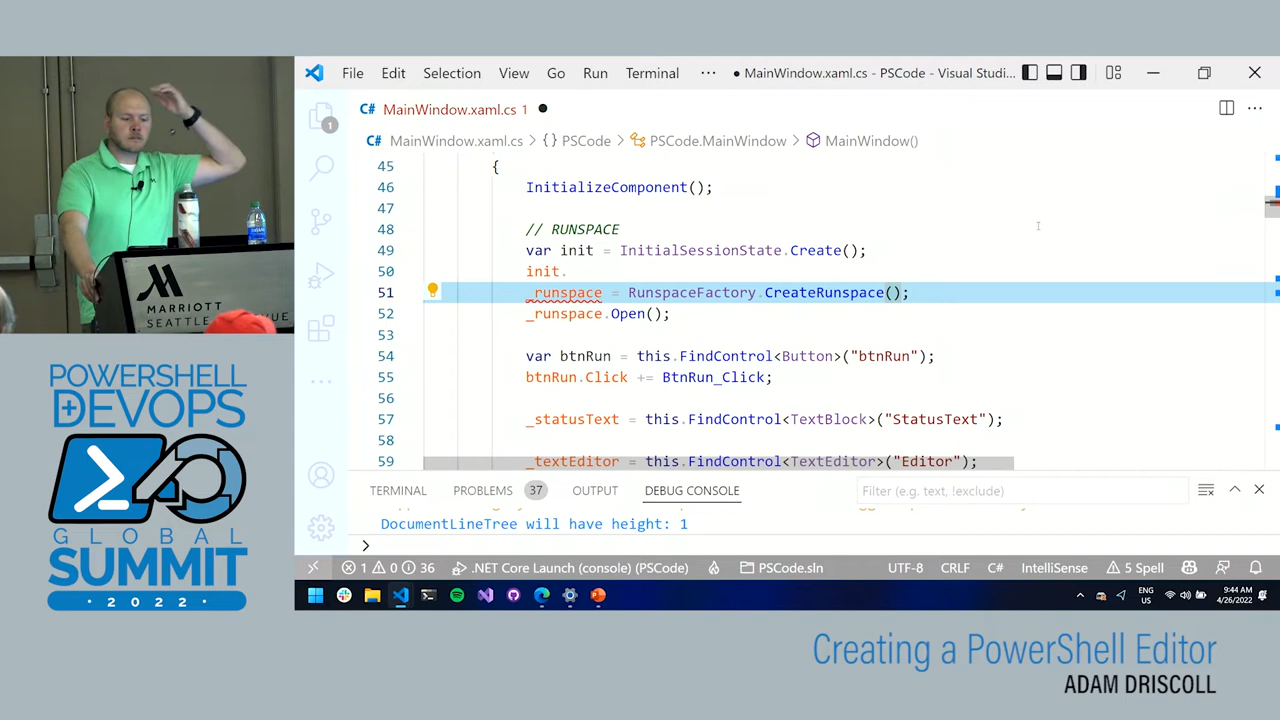 File Edit Selection View Go Run Terminal ··· ● MainWindow.xaml.cs - PSCode - Visual Studi...
C# MainWindow.xaml.cs 1 ●
C# MainWindow.xaml.cs > {} PSCode > PSCode.MainWindow > MainWindow()
45 {
46 InitializeComponent();
47
48 // RUNSPACE
49 var init = InitialSessionState.Create();
50 init.
51 _runspace = RunspaceFactory.CreateRunspace();
52 _runspace.Open();
53
54 var btnRun = this.FindControl<Button>("btnRun");
55 btnRun.Click += BtnRun_Click;
56
57 _statusText = this.FindControl<TextBlock>("StatusText");
58
59 _textEditor = this.FindControl<TextEditor>("Editor");
1
TERMINAL PROBLEMS 37 OUTPUT DEBUG CONSOLE Filter (e.g. text, !exclude)
DocumentLineTree will have height: 1
>
1 0 36 .NET Core Launch (console) (PSCode) PSCode.sln UTF-8 CRLF C# IntelliSense 5 Spell
ENG US 9:44 AM 4/26/2022
MARRIOTT
POWERSHELL
DEVOPS
GLOBAL
SUMMIT
· 2022 ·
Creating a PowerShell Editor
ADAM DRISCOLL